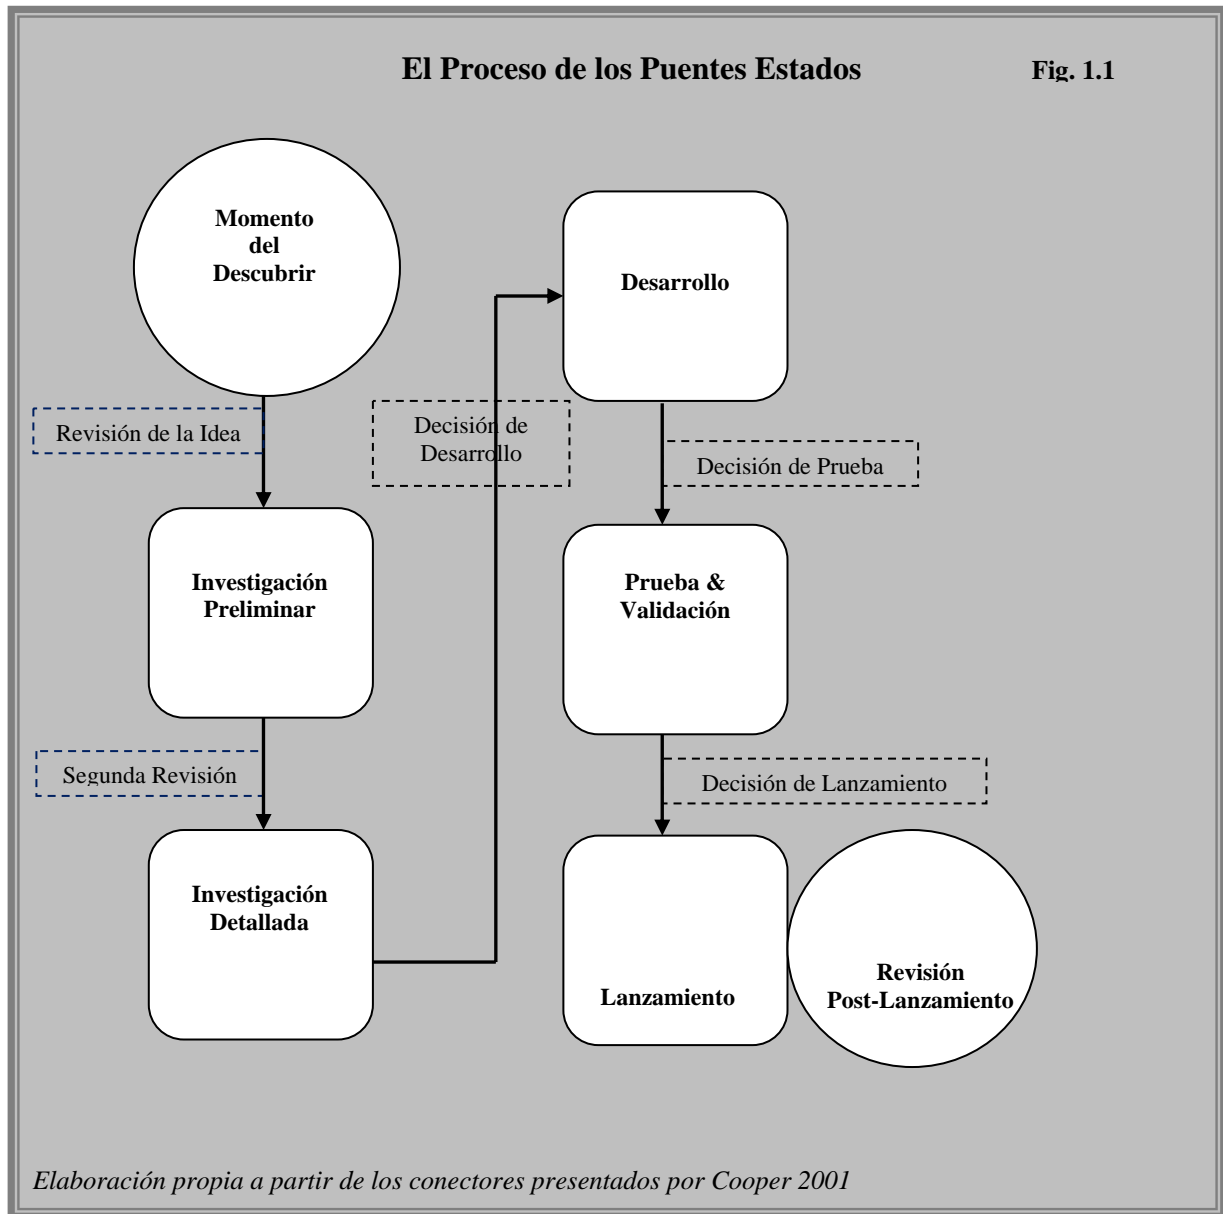 El Proceso de los Puentes Estados
Fig. 1.1
Momento
del
Descubrir
Revisión de la Idea
Investigación
Preliminar
Segunda Revisión
Investigación
Detallada
Decisión de
Desarrollo
Desarrollo
Decisión de Prueba
Prueba &
Validación
Decisión de Lanzamiento
Lanzamiento
Revisión
Post-Lanzamiento
Elaboración propia a partir de los conectores presentados por Cooper 2001